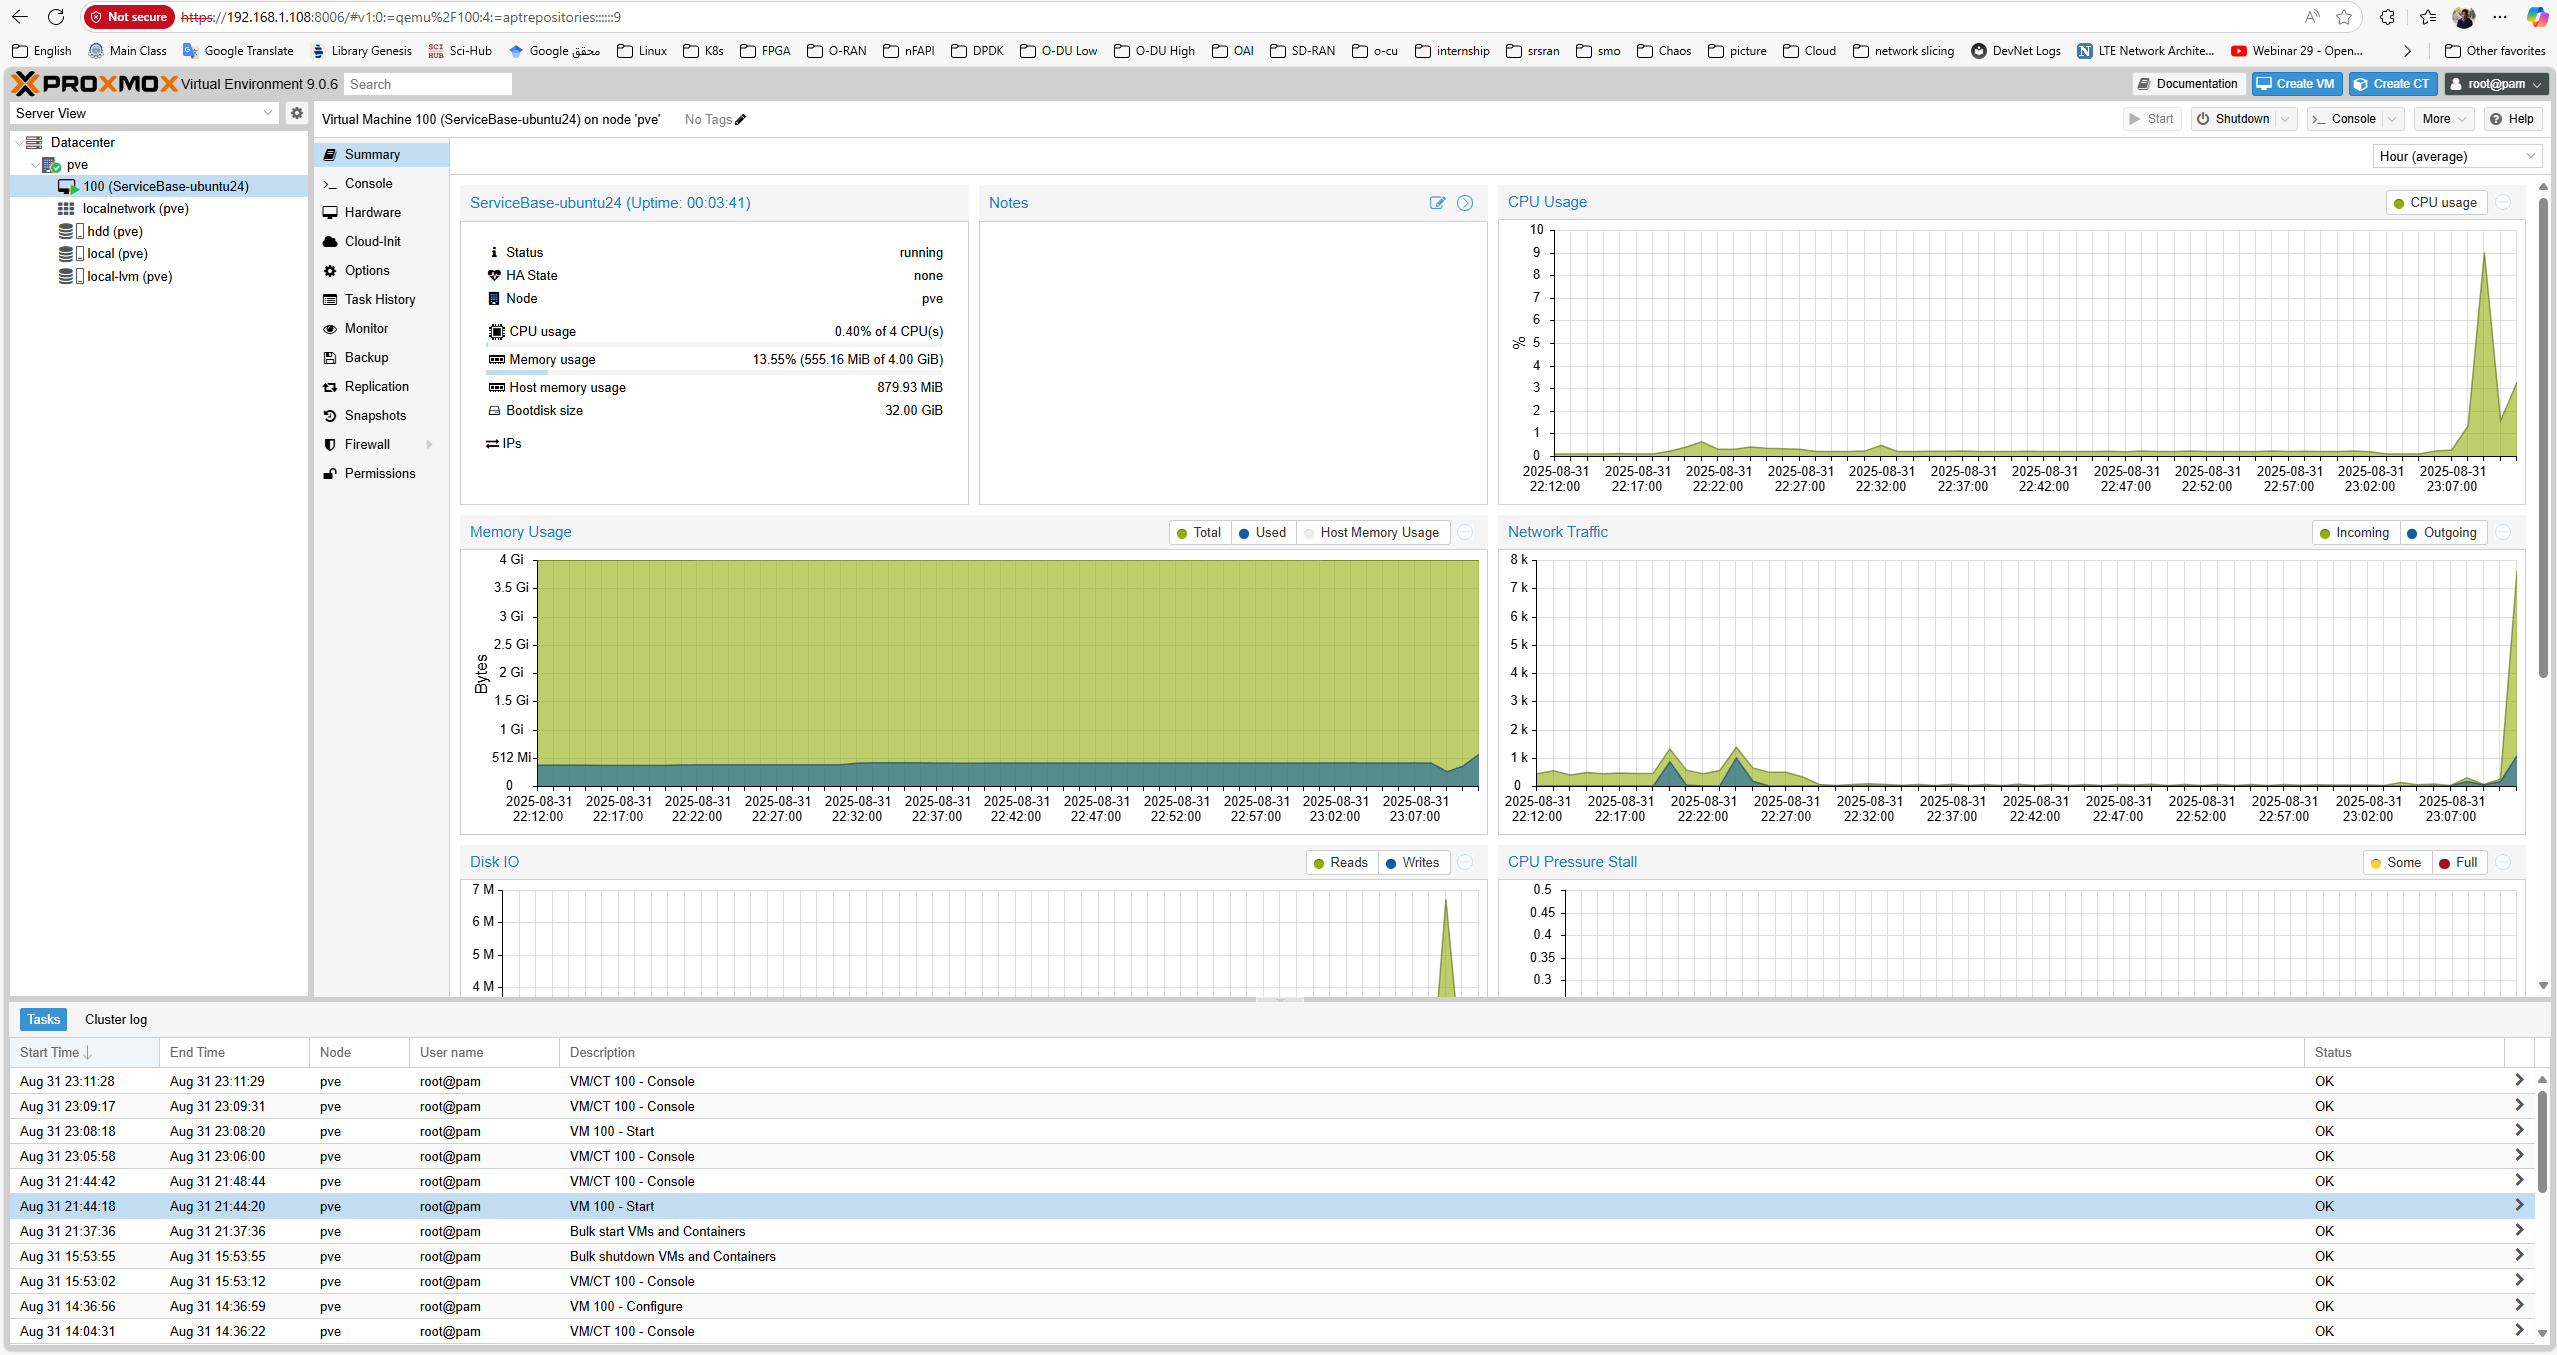 Not secure https://192.168.1.108:8006/#v1:0:=qemu%2F100:4:=aptrepositories::::::9
English Main Class Google Translate Library Genesis SCI HUB Sci-Hub Google محقق Linux K8s FPGA O-RAN nFAPI DPDK O-DU Low O-DU High OAI SD-RAN o-cu internship srsran smo Chaos picture Cloud network slicing DevNet Logs N LTE Network Archite... Webinar 29 - Open... Other favorites
PROXMOX Virtual Environment 9.0.6 Search Documentation Create VM Create CT root@pam
Server View
Virtual Machine 100 (ServiceBase-ubuntu24) on node 'pve' No Tags Start Shutdown Console More Help
Datacenter
pve
100 (ServiceBase-ubuntu24)
localnetwork (pve)
hdd (pve)
local (pve)
local-lvm (pve)
Summary
Console
Hardware
Cloud-Init
Options
Task History
Monitor
Backup
Replication
Snapshots
Firewall
Permissions
Hour (average)
ServiceBase-ubuntu24 (Uptime: 00:03:41)
Status running
HA State none
Node pve
CPU usage 0.40% of 4 CPU(s)
Memory usage 13.55% (555.16 MiB of 4.00 GiB)
Host memory usage 879.93 MiB
Bootdisk size 32.00 GiB
IPs
Notes
CPU Usage CPU usage
10
9
8
7
6
5
4
3
2
1
0
%
2025-08-31 2025-08-31 2025-08-31 2025-08-31 2025-08-31 2025-08-31 2025-08-31 2025-08-31 2025-08-31 2025-08-31 2025-08-31 2025-08-31
22:12:00 22:17:00 22:22:00 22:27:00 22:32:00 22:37:00 22:42:00 22:47:00 22:52:00 22:57:00 23:02:00 23:07:00
Memory Usage Total Used Host Memory Usage
4 Gi
3.5 Gi
3 Gi
2.5 Gi
2 Gi
1.5 Gi
1 Gi
512 Mi
0
Bytes
2025-08-31 2025-08-31 2025-08-31 2025-08-31 2025-08-31 2025-08-31 2025-08-31 2025-08-31 2025-08-31 2025-08-31 2025-08-31 2025-08-31
22:12:00 22:17:00 22:22:00 22:27:00 22:32:00 22:37:00 22:42:00 22:47:00 22:52:00 22:57:00 23:02:00 23:07:00
Network Traffic Incoming Outgoing
8 k
7 k
6 k
5 k
4 k
3 k
2 k
1 k
0
2025-08-31 2025-08-31 2025-08-31 2025-08-31 2025-08-31 2025-08-31 2025-08-31 2025-08-31 2025-08-31 2025-08-31 2025-08-31 2025-08-31
22:12:00 22:17:00 22:22:00 22:27:00 22:32:00 22:37:00 22:42:00 22:47:00 22:52:00 22:57:00 23:02:00 23:07:00
Disk IO Reads Writes
7 M
6 M
5 M
4 M
CPU Pressure Stall Some Full
0.5
0.45
0.4
0.35
0.3
Tasks Cluster log
Start Time End Time Node User name Description Status
Aug 31 23:11:28 Aug 31 23:11:29 pve root@pam VM/CT 100 - Console OK
Aug 31 23:09:17 Aug 31 23:09:31 pve root@pam VM/CT 100 - Console OK
Aug 31 23:08:18 Aug 31 23:08:20 pve root@pam VM 100 - Start OK
Aug 31 23:05:58 Aug 31 23:06:00 pve root@pam VM/CT 100 - Console OK
Aug 31 21:44:42 Aug 31 21:48:44 pve root@pam VM/CT 100 - Console OK
Aug 31 21:44:18 Aug 31 21:44:20 pve root@pam VM 100 - Start OK
Aug 31 21:37:36 Aug 31 21:37:36 pve root@pam Bulk start VMs and Containers OK
Aug 31 15:53:55 Aug 31 15:53:55 pve root@pam Bulk shutdown VMs and Containers OK
Aug 31 15:53:02 Aug 31 15:53:12 pve root@pam VM/CT 100 - Console OK
Aug 31 14:36:56 Aug 31 14:36:59 pve root@pam VM 100 - Configure OK
Aug 31 14:04:31 Aug 31 14:36:22 pve root@pam VM/CT 100 - Console OK